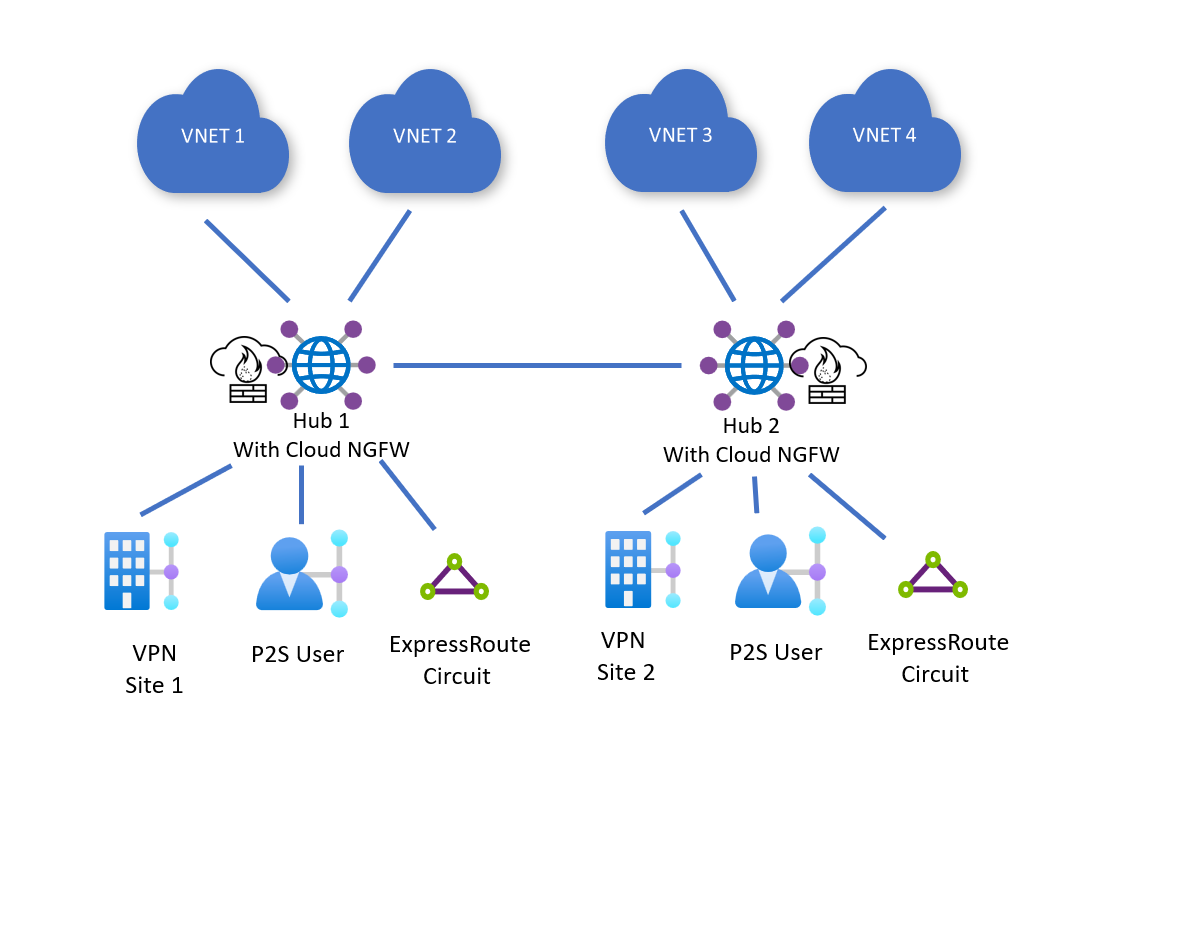 VNET 1
VNET 2
VNET 3
VNET 4
Hub 1
With Cloud NGFW
Hub 2
With Cloud NGFW
VPN
Site 1
P2S User
ExpressRoute
Circuit
VPN
Site 2
P2S User
ExpressRoute
Circuit